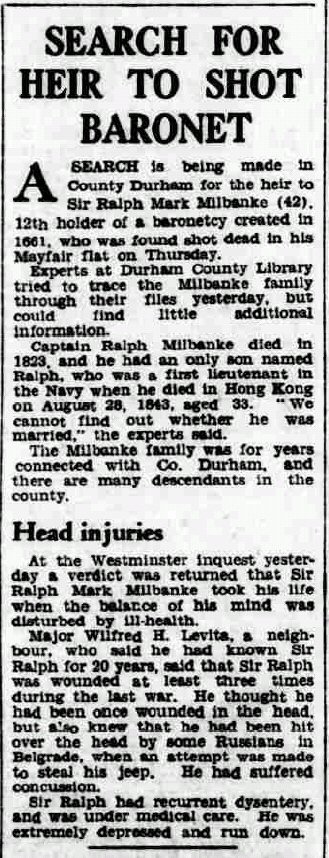 SEARCH FOR
HEIR TO SHOT
BARONET
A SEARCH is being made in
County Durham for the heir to
Sir Ralph Mark Milbanke (42),
12th holder of a baronetcy created in
1661, who was found shot dead in his
Mayfair flat on Thursday.
Experts at Durham County Library
tried to trace the Milbanke family
through their files yesterday, but
could find little additional
information.
Captain Ralph Milbanke died in
1823, and he had an only son named
Ralph, who was a first lieutenant in
the Navy when he died in Hong Kong
on August 28, 1843, aged 33. "We
cannot find out whether he was
married," the experts said.
The Milbanke family was for years
connected with Co. Durham, and
there are many descendants in the
county.
Head injuries
At the Westminster inquest yester-
day a verdict was returned that Sir
Ralph Mark Milbanke took his life
when the balance of his mind was
disturbed by ill-health.
Major Wilfred H. Levita, a neigh-
bour, who said he had known Sir
Ralph for 20 years, said that Sir Ralph
was wounded at least three times
during the last war. He thought he
had been once wounded in the head,
but also knew that he had been hit
over the head by some Russians in
Belgrade, when an attempt was made
to steal his jeep. He had suffered
concussion.
Sir Ralph had recurrent dysentery,
and was under medical care. He was
extremely depressed and run down.